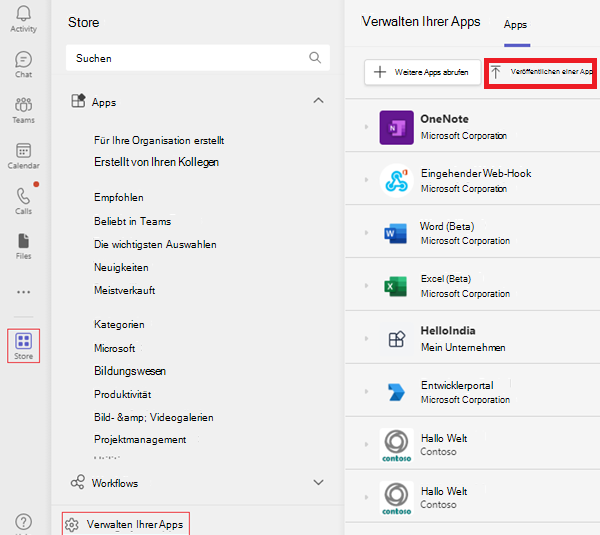 Activity
Chat
Teams
Calendar
Calls
Files
Store
Store
Suchen
Apps
Für Ihre Organisation erstellt
Erstellt von Ihren Kollegen
Empfohlen
Beliebt in Teams
Die wichtigsten Auswahlen
Neuigkeiten
Meistverkauft
Kategorien
Microsoft
Bildungswesen
Produktivität
Bild- &amp; Videogalerien
Projektmanagement
Workflows
Verwalten Ihrer Apps
Verwalten Ihrer Apps Apps
Weitere Apps abrufen Veröffentlichen einer App
OneNote
Microsoft Corporation
Eingehender Web-Hook
Microsoft Corporation
Word (Beta)
Microsoft Corporation
Excel (Beta)
Microsoft Corporation
HelloIndia
Mein Unternehmen
Entwicklerportal
Microsoft Corporation
Hallo Welt
Contoso
contoso
Hallo Welt
Contoso
contoso